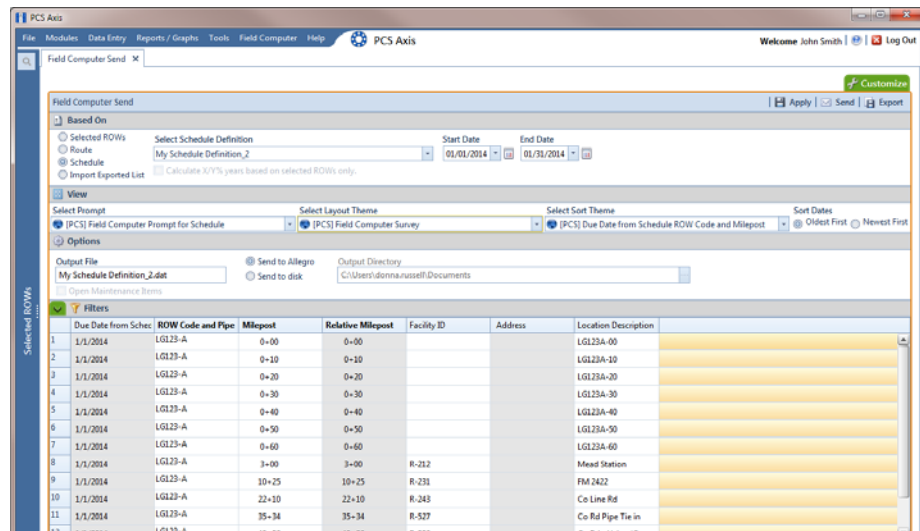 PCS Axis
File Modules Data Entry Reports / Graphs Tools Field Computer Help PCS Axis Welcome John Smith | Log Out
Field Computer Send
Customize
Field Computer Send Apply | Send | Export
Based On
Selected ROWs Select Schedule Definition Start Date End Date
Route My Schedule Definition_2 01/01/2014 01/31/2014
Schedule Calculate X/Y% years based on selected ROWs only.
Import Exported List
View
Select Prompt Select Layout Theme Select Sort Theme Sort Dates
[PCS] Field Computer Prompt for Schedule [PCS] Field Computer Survey [PCS] Due Date from Schedule ROW Code and Milepost Oldest First Newest First
Options
Output File Send to Allegro Output Directory
My Schedule Definition_2.dat Send to disk C:\Users\donna.russell\Documents
Open Maintenance Items
Filters
Selected ROWs
Due Date from Schec ROW Code and Pipe Milepost Relative Milepost Facility ID Address Location Description
1 1/1/2014 LG123-A 0+00 0+00 LG123A-00
2 1/1/2014 LG123-A 0+10 0+10 LG123A-10
3 1/1/2014 LG123-A 0+20 0+20 LG123A-20
4 1/1/2014 LG123-A 0+30 0+30 LG123A-30
5 1/1/2014 LG123-A 0+40 0+40 LG123A-40
6 1/1/2014 LG123-A 0+50 0+50 LG123A-50
7 1/1/2014 LG123-A 0+60 0+60 LG123A-60
8 1/1/2014 LG123-A 3+00 3+00 R-212 Mead Station
9 1/1/2014 LG123-A 10+25 10+25 R-231 FM 2422
10 1/1/2014 LG123-A 22+10 22+10 R-243 Co Line Rd
11 1/1/2014 LG123-A 35+34 35+34 R-527 Co Rd Pipe Tie in